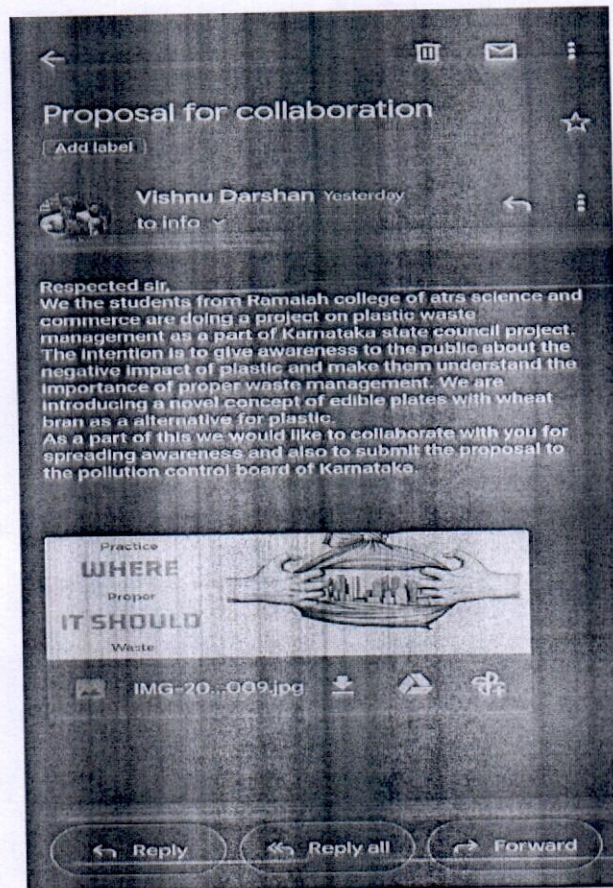 Proposal for collaboration
Add label
Vishnu Darshan Yesterday
to info
Respected sir,
We the students from Ramaiah college of atrs science and
commerce are doing a project on plastic waste
management as a part of Karnataka state council project.
The intention is to give awareness to the public about the
negative impact of plastic and make them understand the
importance of proper waste management. We are
introducing a novel concept of edible plates with wheat
bran as a alternative for plastic.
As a part of this we would like to collaborate with you for
spreading awareness and also to submit the proposal to
the pollution control board of Karnataka.
Practice
WHERE
Proper
IT SHOULD
Waste
IMG-20...009.jpg
Reply
Reply all
Forward